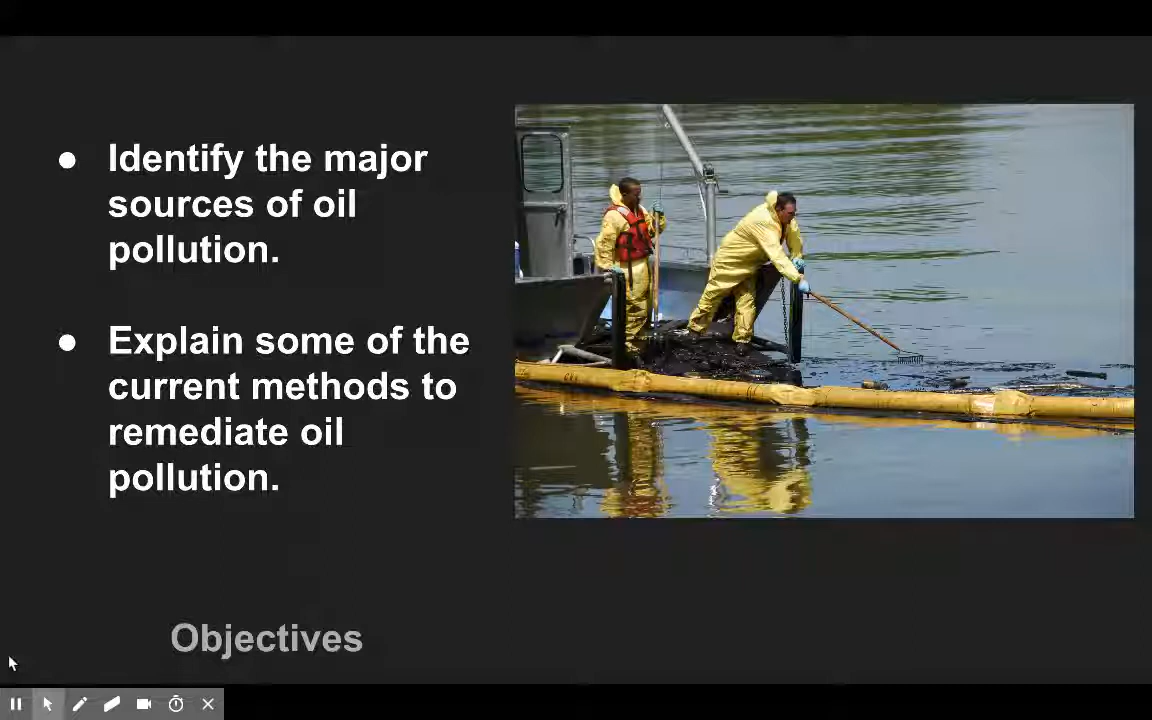 ● Identify the major
sources of oil
pollution.
● Explain some of the
current methods to
remediate oil
pollution.
Objectives